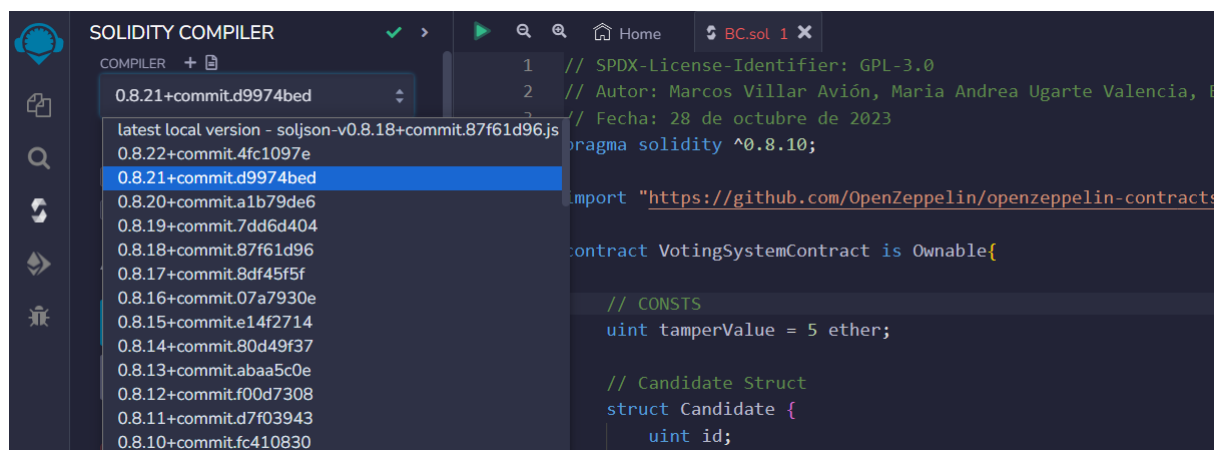 SOLIDITY COMPILER
COMPILER
0.8.21+commit.d9974bed
latest local version - soljson-v0.8.18+commit.87f61d96.js
0.8.22+commit.4fc1097e
0.8.21+commit.d9974bed
0.8.20+commit.a1b79de6
0.8.19+commit.7dd6d404
0.8.18+commit.87f61d96
0.8.17+commit.8df45f5f
0.8.16+commit.07a7930e
0.8.15+commit.e14f2714
0.8.14+commit.80d49f37
0.8.13+commit.abaa5c0e
0.8.12+commit.f00d7308
0.8.11+commit.d7f03943
0.8.10+commit.fc410830
Home
BC.sol 1
1 // SPDX-License-Identifier: GPL-3.0
2 // Autor: Marcos Villar Avión, Maria Andrea Ugarte Valencia,
// Fecha: 28 de octubre de 2023
pragma solidity ^0.8.10;
import "https://github.com/OpenZeppelin/openzeppelin-contracts
contract VotingSystemContract is Ownable{
// CONSTS
uint tamperValue = 5 ether;
// Candidate Struct
struct Candidate {
uint id;